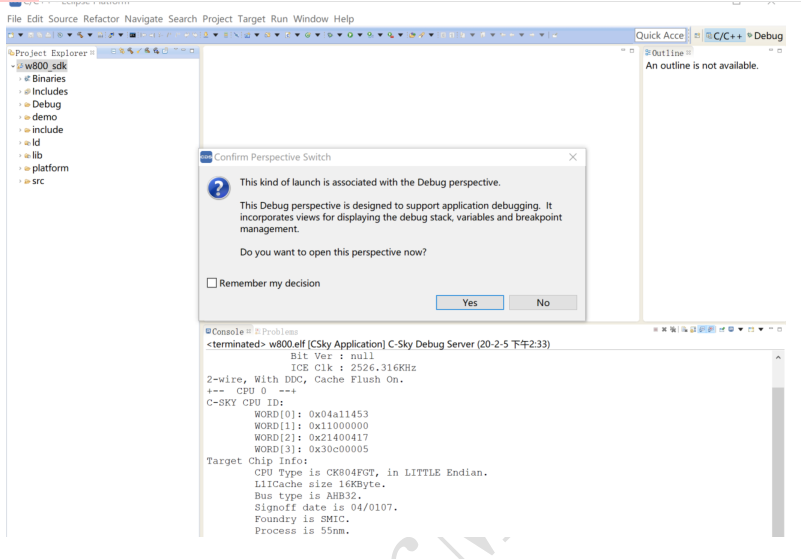 File Edit Source Refactor Navigate Search Project Target Run Window Help
Quick Acce
C/C++
Debug
Project Explorer
w800_sdk
Binaries
Includes
Debug
demo
include
ld
lib
platform
src
Outline
An outline is not available.
Confirm Perspective Switch
This kind of launch is associated with the Debug perspective.
This Debug perspective is designed to support application debugging. It
incorporates views for displaying the debug stack, variables and breakpoint
management.
Do you want to open this perspective now?
Remember my decision
Yes
No
Console
Problems
<terminated> w800.elf [CSky Application] C-Sky Debug Server (20-2-5 下午2:33)
Bit Ver : null
ICE Clk : 2526.316KHz
2-wire, With DDC, Cache Flush On.
+-- CPU 0 --+
C-SKY CPU ID:
WORD[0]: 0x04a11453
WORD[1]: 0x11000000
WORD[2]: 0x21400417
WORD[3]: 0x30c00005
Target Chip Info:
CPU Type is CK804FGT, in LITTLE Endian.
L1ICache size 16KByte.
Bus type is AHB32.
Signoff date is 04/0107.
Foundry is SMIC.
Process is 55nm.